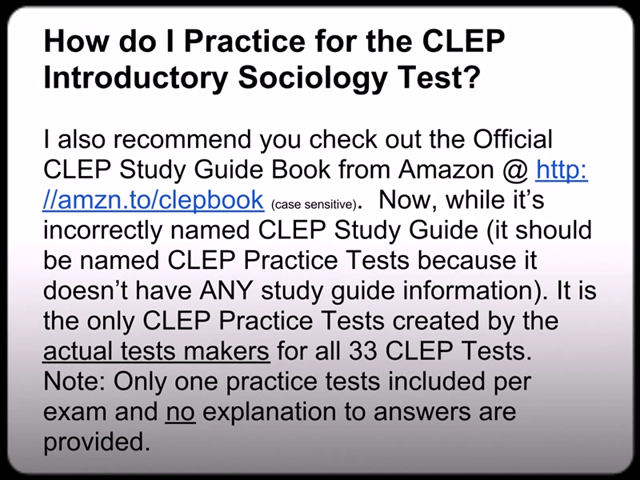 How do I Practice for the CLEP
Introductory Sociology Test?
I also recommend you check out the Official
CLEP Study Guide Book from Amazon @ http:
//amzn.to/clepbook (case sensitive). Now, while it's
incorrectly named CLEP Study Guide (it should
be named CLEP Practice Tests because it
doesn't have ANY study guide information). It is
the only CLEP Practice Tests created by the
actual tests makers for all 33 CLEP Tests.
Note: Only one practice tests included per
exam and no explanation to answers are
provided.